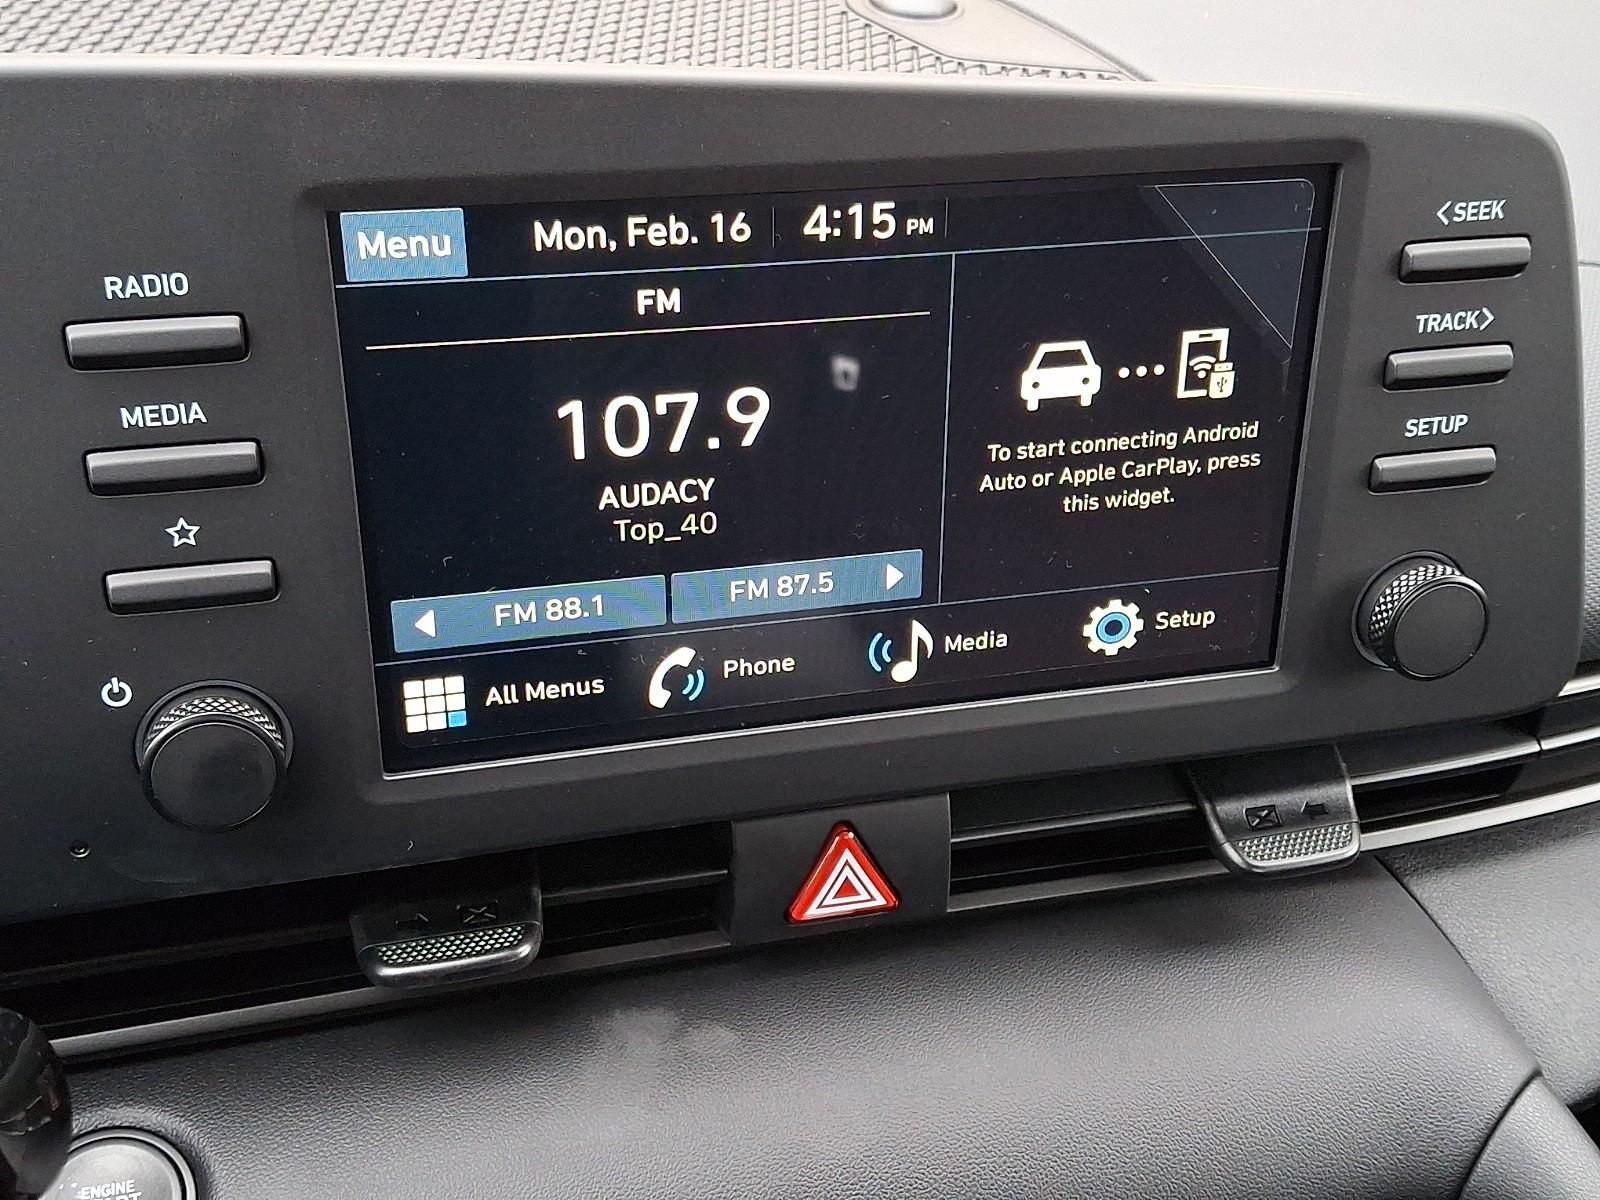 Menu
Mon, Feb. 16
4:15 PM
FM
107.9
AUDACY
Top_40
FM 88.1
FM 87.5
To start connecting Android
Auto or Apple CarPlay, press
this widget.
All Menus
Phone
Media
Setup
RADIO
MEDIA
<SEEK
TRACK>
SETUP
ENGINE